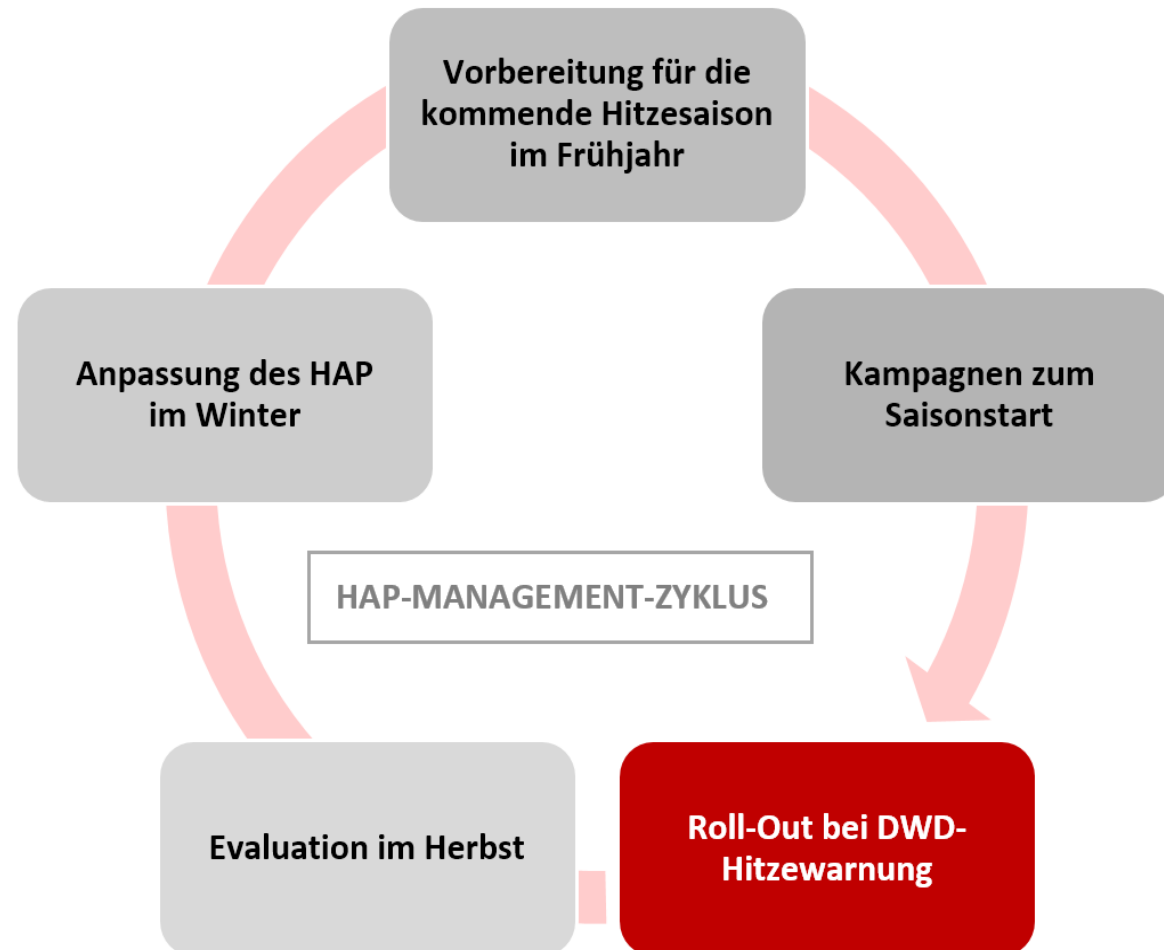 Vorbereitung für die
kommende Hitzesaison
im Frühjahr
Kampagnen zum
Saisonstart
Roll-Out bei DWD-
Hitzewarnung
Evaluation im Herbst
Anpassung des HAP
im Winter
HAP-MANAGEMENT-ZYKLUS